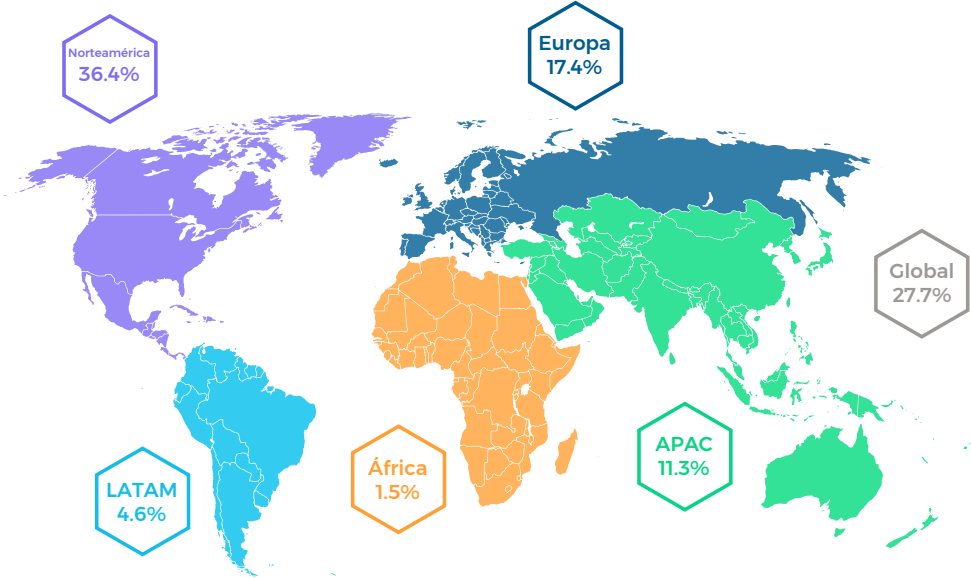 Norteamérica
36.4%
Europa
17.4%
Global
27.7%
APAC
11.3%
África
1.5%
LATAM
4.6%